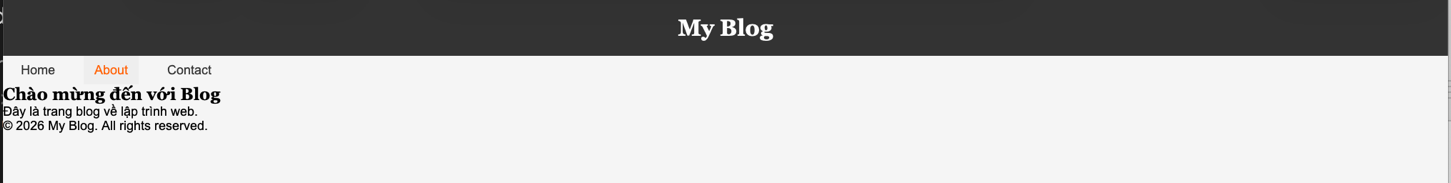 My Blog
Home About Contact
Chào mừng đến với Blog
Đây là trang blog về lập trình web.
© 2026 My Blog. All rights reserved.